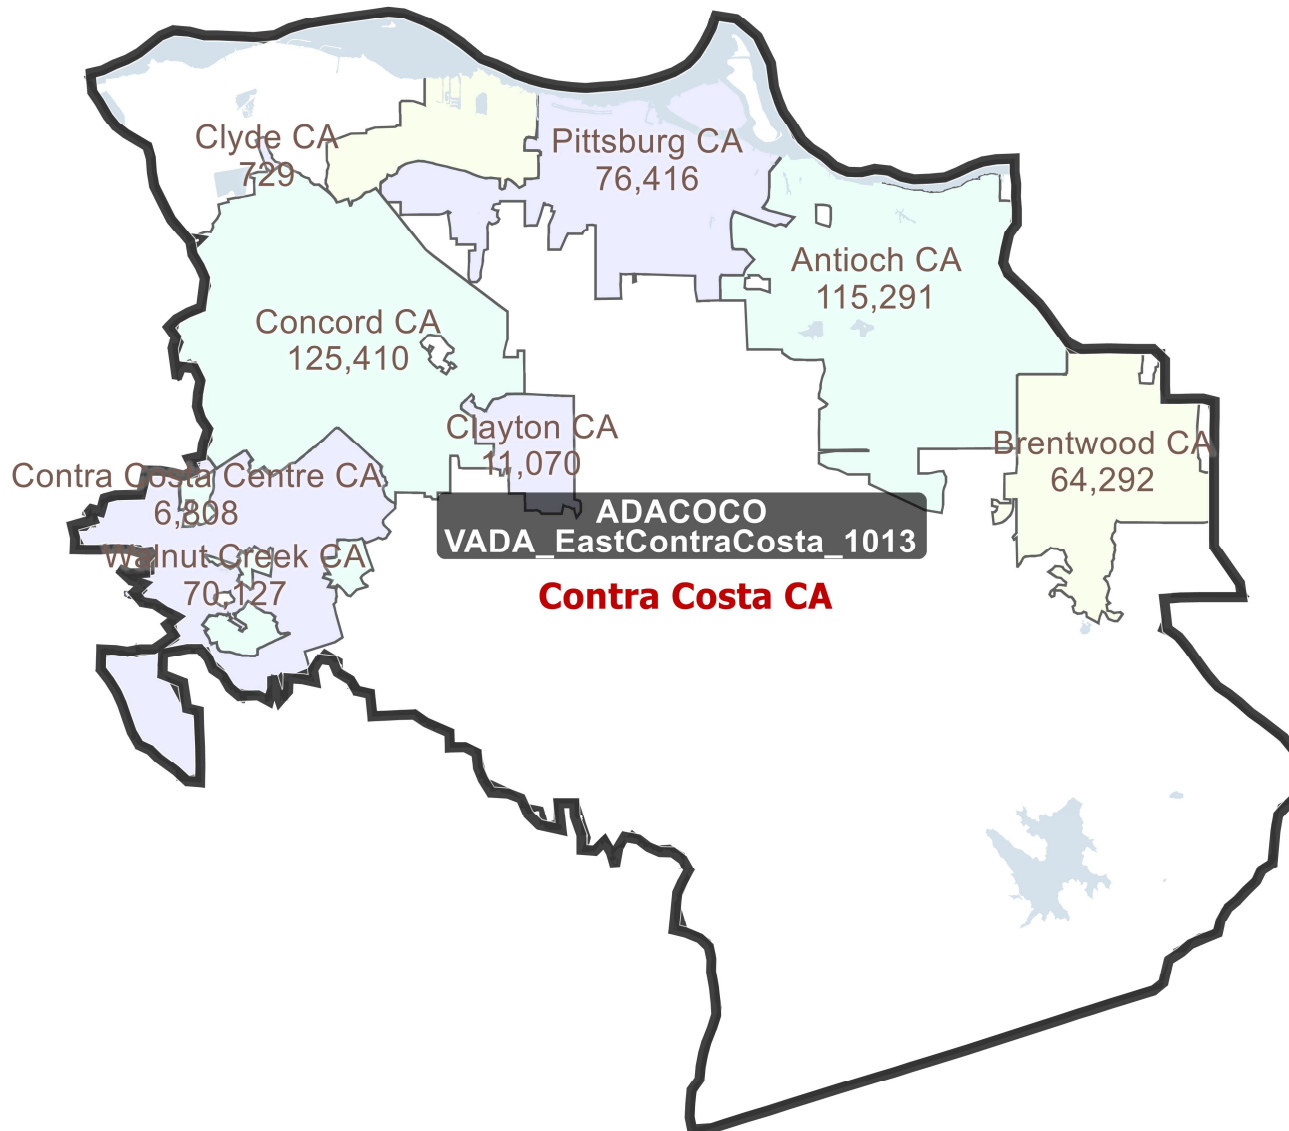 Clyde CA
729
Pittsburg CA
76,416
Antioch CA
115,291
Concord CA
125,410
Clayton CA
11,070
Brentwood CA
64,292
Contra Costa Centre CA
6,808
ADACOCO
VADA_EastContraCosta_1013
Walnut Creek CA
70,127
Contra Costa CA